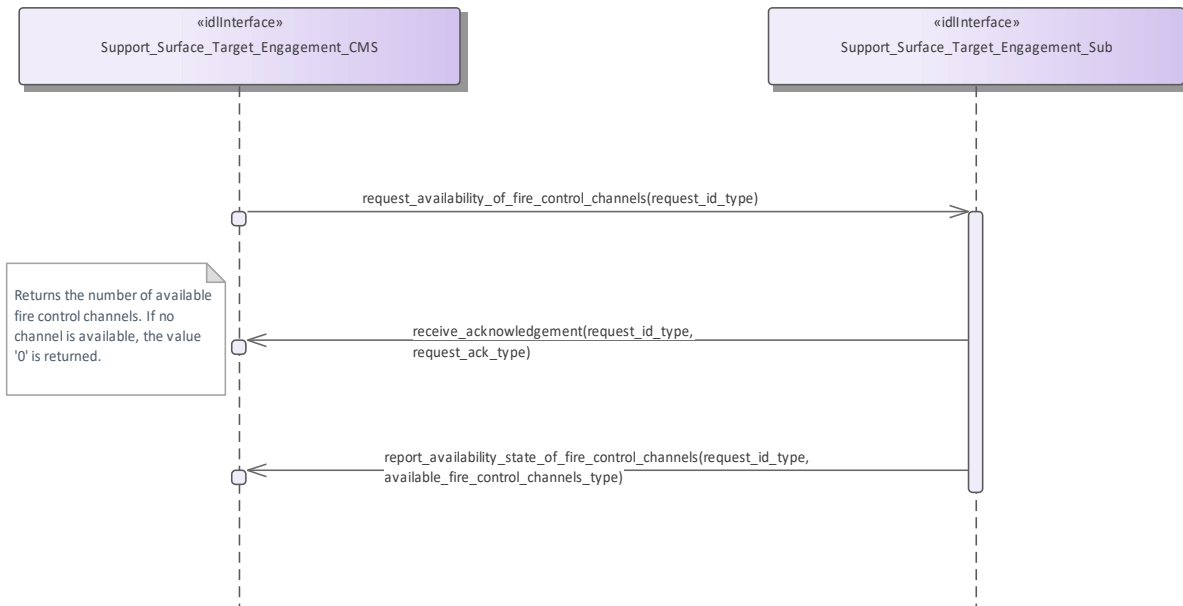 «idlInterface»
Support_Surface_Target_Engagement_CMS
«idlInterface»
Support_Surface_Target_Engagement_Sub
request_availability_of_fire_control_channels(request_id_type)
Returns the number of available
fire control channels. If no
channel is available, the value
'0' is returned.
receive_acknowledgement(request_id_type,
request_ack_type)
report_availability_state_of_fire_control_channels(request_id_type,
available_fire_control_channels_type)